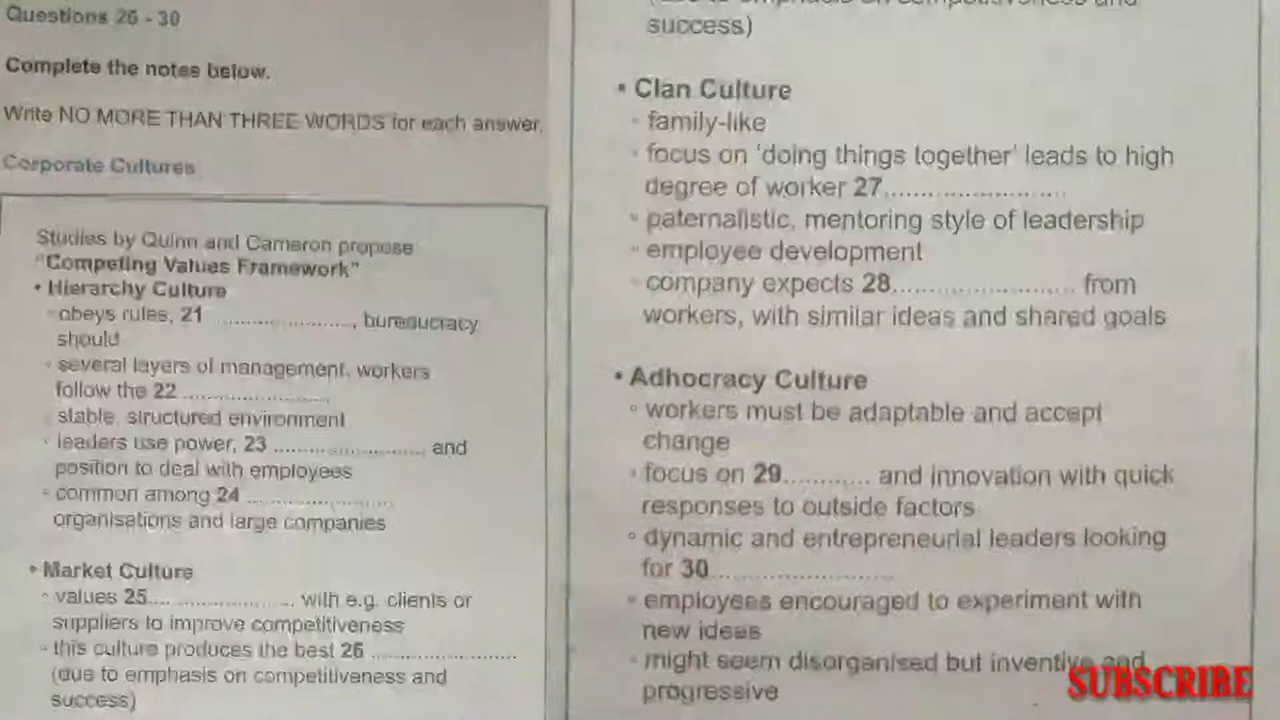 Questions 26 - 30
Complete the notes below.
Write NO MORE THAN THREE WORDS for each answer.
Corporate Cultures
Studies by Quinn and Cameron propose
"Competing Values Framework"
• Hierarchy Culture
◦ obeys rules, 21 ........................, bureaucracy
should
◦ several layers of management, workers
follow the 22 ........................
◦ stable, structured environment
◦ leaders use power, 23 ........................ and
position to deal with employees
◦ common among 24 ........................
organisations and large companies
• Market Culture
◦ values 25........................ with e.g. clients or
suppliers to improve competitiveness
◦ this culture produces the best 26 ........................
(due to emphasis on competitiveness and
success)
(due to emphasis on competitiveness and
success)
• Clan Culture
◦ family-like
◦ focus on 'doing things together' leads to high
degree of worker 27........................
◦ paternalistic, mentoring style of leadership
◦ employee development
◦ company expects 28........................ from
workers, with similar ideas and shared goals
• Adhocracy Culture
◦ workers must be adaptable and accept
change
◦ focus on 29............ and innovation with quick
responses to outside factors
◦ dynamic and entrepreneurial leaders looking
for 30........................
◦ employees encouraged to experiment with
new ideas
◦ might seem disorganised but inventive and
progressive
SUBSCRIBE